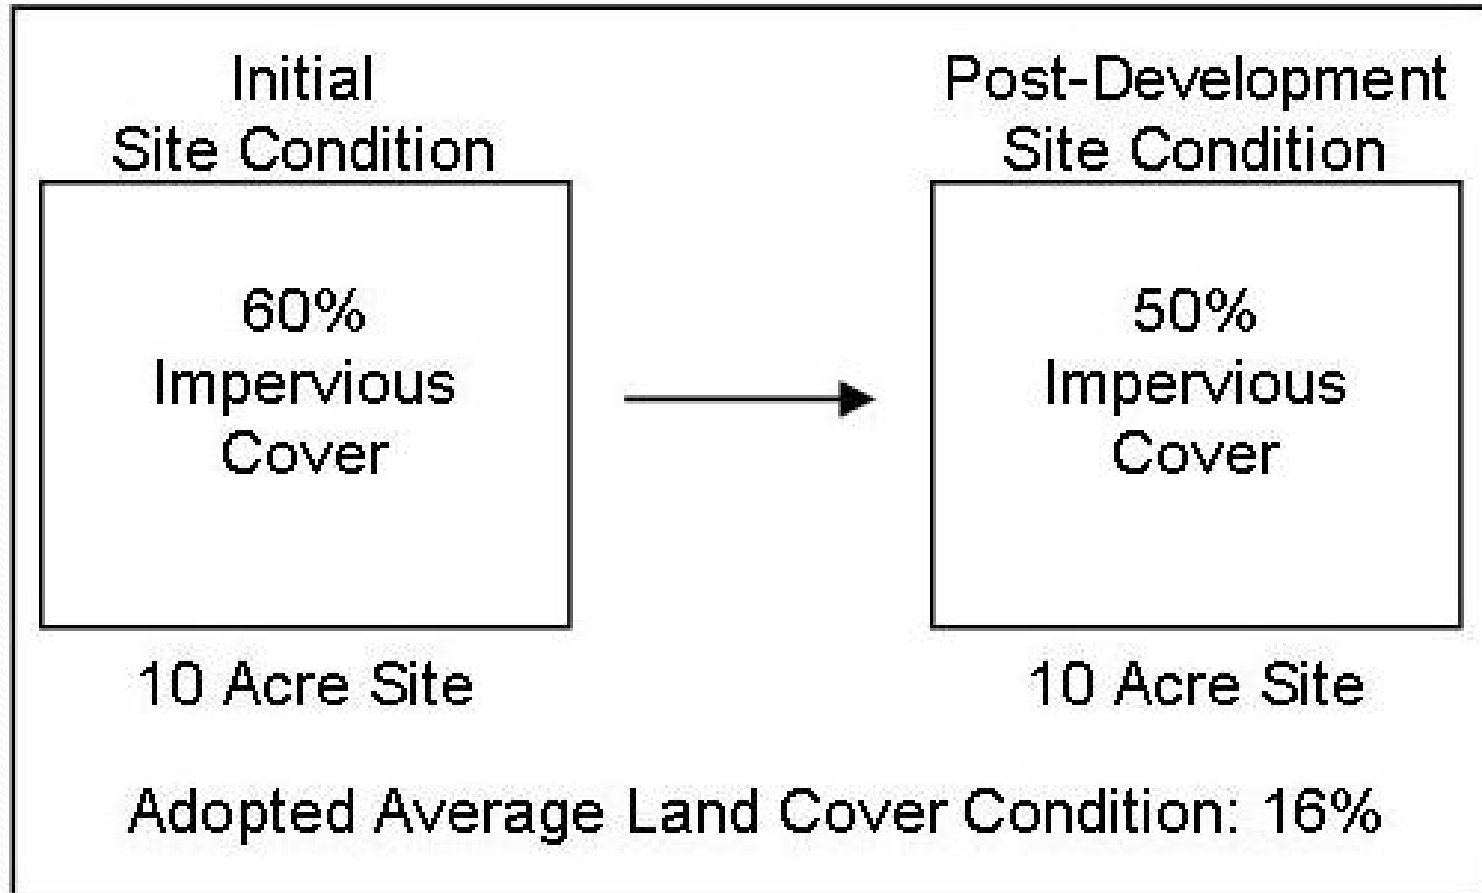 Initial
Site Condition
60%
Impervious
Cover
10 Acre Site
Post-Development
Site Condition
50%
Impervious
Cover
10 Acre Site
Adopted Average Land Cover Condition: 16%